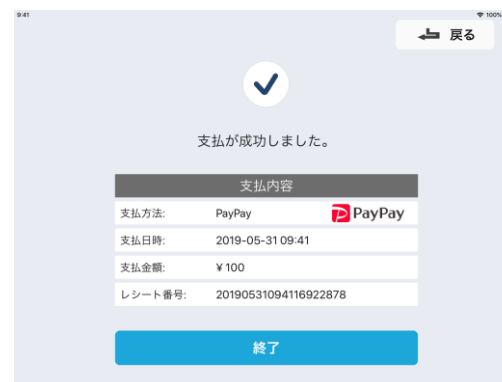 9:41
100%
戻る
支払が成功しました。
支払内容
支払方法: PayPay PayPay
支払日時: 2019-05-31 09:41
支払金額: ¥100
レシート番号: 20190531094116922878
終了